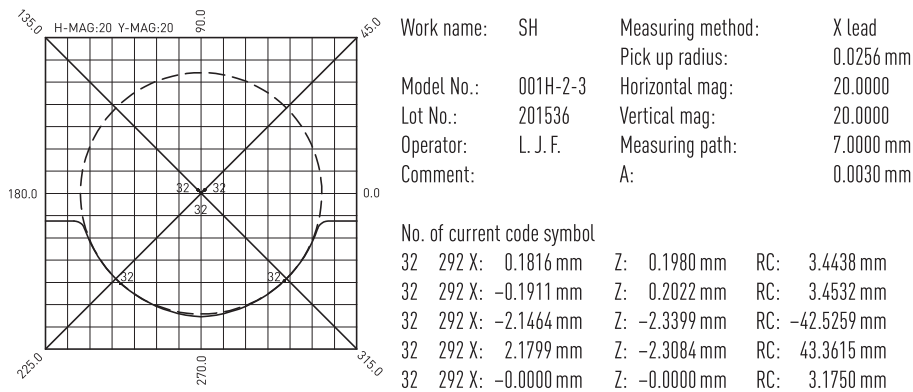 135.0
H-MAG:20 Y-MAG:20
90.0
45.0
180.0
0.0
32 32
32
32 32
225.0
270.0
315.0
Work name: SH Measuring method: X lead
Pick up radius: 0.0256 mm
Model No.: 001H-2-3 Horizontal mag: 20.0000
Lot No.: 201536 Vertical mag: 20.0000
Operator: L. J. F. Measuring path: 7.0000 mm
Comment: A: 0.0030 mm
No. of current code symbol
32 292 X: 0.1816 mm Z: 0.1980 mm RC: 3.4438 mm
32 292 X: –0.1911 mm Z: 0.2022 mm RC: 3.4532 mm
32 292 X: –2.1464 mm Z: –2.3399 mm RC: –42.5259 mm
32 292 X: 2.1799 mm Z: –2.3084 mm RC: 43.3615 mm
32 292 X: –0.0000 mm Z: –0.0000 mm RC: 3.1750 mm